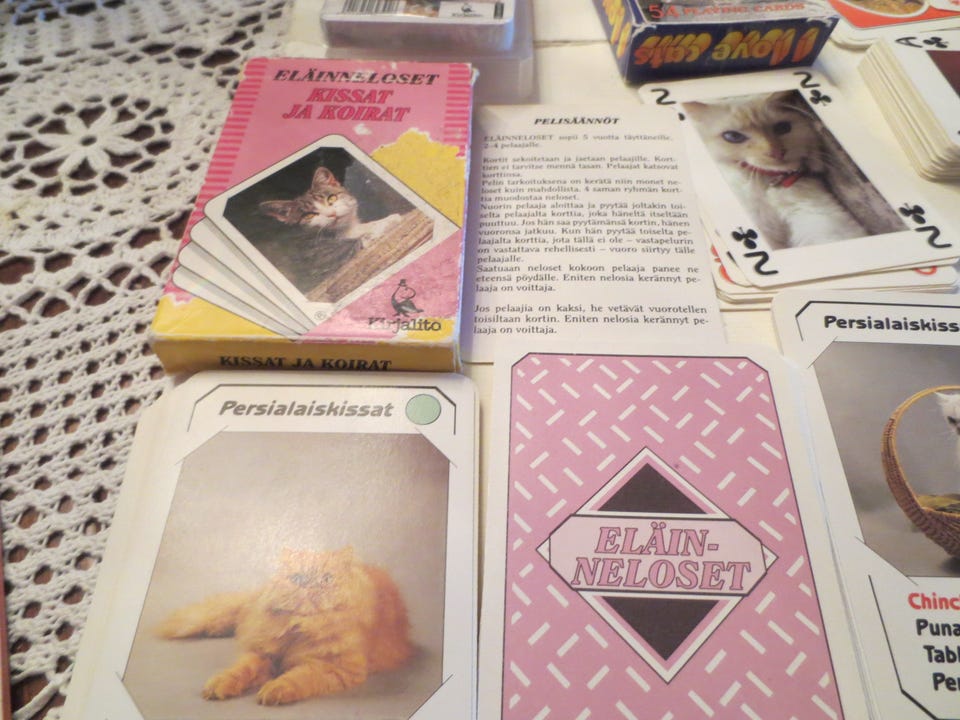 54 PLAYING CARDS
I love cats
ELÄINNELOSET
KISSAT
JA KOIRAT
Kirjalito
KISSAT JA KOIRAT
PELISÄÄNNÖT
ELÄINNELOSET sopii 5 vuotta täyttäneille,
2-4 pelaajalle.
Kortit sekoitetaan ja jaetaan pelaajille. Kort-
tien ei tarvitse mennä tasan. Pelaajat katsovat
korttinsa.
Pelin tarkoituksena on kerätä niin monet ne-
loset kuin mahdollista. 4 saman ryhmän kort-
tia muodostaa neloset.
Nuorin pelaaja aloittaa ja pyytää joltakin toi-
selta pelaajalta korttia, joka häneltä itseltään
puuttuu. Jos hän saa pyytämänsä kortin, hänen
vuoronsa jatkuu. Kun hän pyytää toiselta pe-
laajalta korttia, jota tällä ei ole – vastapelurin
on vastattava rehellisesti – vuoro siirtyy tälle
pelaajalle.
Saatuaan neloset kokoon pelaaja panee ne
eteensä pöydälle. Eniten nelosia kerännyt pe-
laaja on voittaja.
Jos pelaajia on kaksi, he vetävät vuorotellen
toisiltaan kortin. Eniten nelosia kerännyt pe-
laaja on voittaja.
2
2
2
2
A
Persialaiskissat
ELÄIN-
NELOSET
Persialaiskiss
Chinc
Puna
Tabl
Per